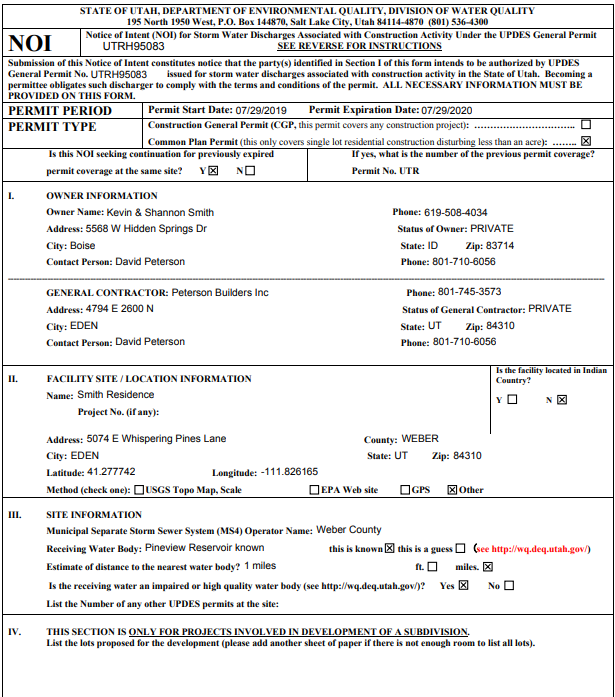 STATE OF UTAH, DEPARTMENT OF ENVIRONMENTAL QUALITY, DIVISION OF WATER QUALITY
195 North 1950 West, P.O. Box 144870, Salt Lake City, Utah 84114-4870 (801) 536-4300
NOI
Notice of Intent (NOI) for Storm Water Discharges Associated with Construction Activity Under the UPDES General Permit
UTRH95083 SEE REVERSE FOR INSTRUCTIONS
Submission of this Notice of Intent constitutes notice that the party(s) identified in Section I of this form intends to be authorized by UPDES
General Permit No. UTRH95083 issued for storm water discharges associated with construction activity in the State of Utah. Becoming a
permittee obligates such discharger to comply with the terms and conditions of the permit. ALL NECESSARY INFORMATION MUST BE
PROVIDED ON THIS FORM.
PERMIT PERIOD Permit Start Date: 07/29/2019 Permit Expiration Date: 07/29/2020
PERMIT TYPE Construction General Permit (CGP, this permit covers any construction project): ................................. ☐
Common Plan Permit (this only covers single lot residential construction disturbing less than an acre): ........ ☒
Is this NOI seeking continuation for previously expired If yes, what is the number of the previous permit coverage?
permit coverage at the same site? Y ☒ N ☐ Permit No. UTR
I. OWNER INFORMATION
Owner Name: Kevin & Shannon Smith Phone: 619-508-4034
Address: 5568 W Hidden Springs Dr Status of Owner: PRIVATE
City: Boise State: ID Zip: 83714
Contact Person: David Peterson Phone: 801-710-6056
GENERAL CONTRACTOR: Peterson Builders Inc Phone: 801-745-3573
Address: 4794 E 2600 N Status of General Contractor: PRIVATE
City: EDEN State: UT Zip: 84310
Contact Person: David Peterson Phone: 801-710-6056
II. FACILITY SITE / LOCATION INFORMATION Is the facility located in Indian
Country?
Name: Smith Residence Y ☐ N ☒
Project No. (if any):
Address: 5074 E Whispering Pines Lane County: WEBER
City: EDEN State: UT Zip: 84310
Latitude: 41.277742 Longitude: -111.826165
Method (check one): ☐ USGS Topo Map, Scale ☐ EPA Web site ☐ GPS ☒ Other
III. SITE INFORMATION
Municipal Separate Storm Sewer System (MS4) Operator Name: Weber County
Receiving Water Body: Pineview Reservoir known this is known ☒ this is a guess ☐ (see http://wq.deq.utah.gov/)
Estimate of distance to the nearest water body? 1 miles ft. ☐ miles. ☒
Is the receiving water an impaired or high quality water body (see http://wq.deq.utah.gov/)? Yes ☒ No ☐
List the Number of any other UPDES permits at the site:
IV. THIS SECTION IS ONLY FOR PROJECTS INVOLVED IN DEVELOPMENT OF A SUBDIVISION.
List the lots proposed for the development (please add another sheet of paper if there is not enough room to list all lots).